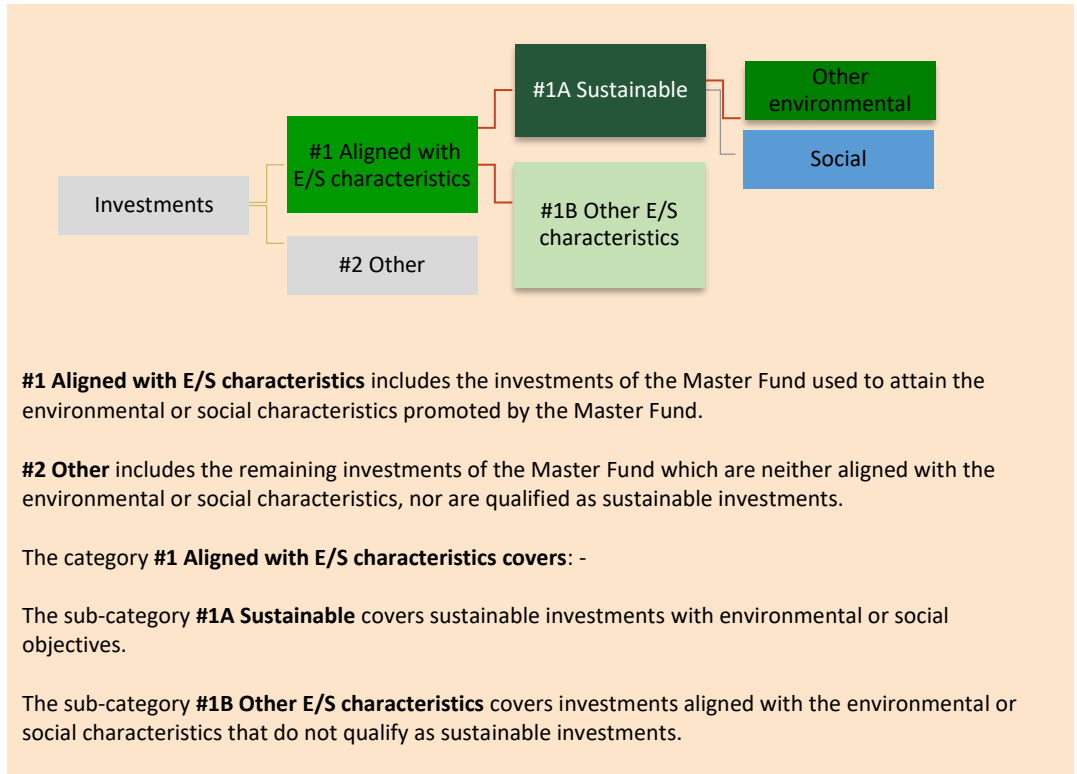 Investments
#1 Aligned with
E/S characteristics
#2 Other
#1A Sustainable
#1B Other E/S
characteristics
Other
environmental
Social
#1 Aligned with E/S characteristics includes the investments of the Master Fund used to attain the
environmental or social characteristics promoted by the Master Fund.
#2 Other includes the remaining investments of the Master Fund which are neither aligned with the
environmental or social characteristics, nor are qualified as sustainable investments.
The category #1 Aligned with E/S characteristics covers: -
The sub-category #1A Sustainable covers sustainable investments with environmental or social
objectives.
The sub-category #1B Other E/S characteristics covers investments aligned with the environmental or
social characteristics that do not qualify as sustainable investments.